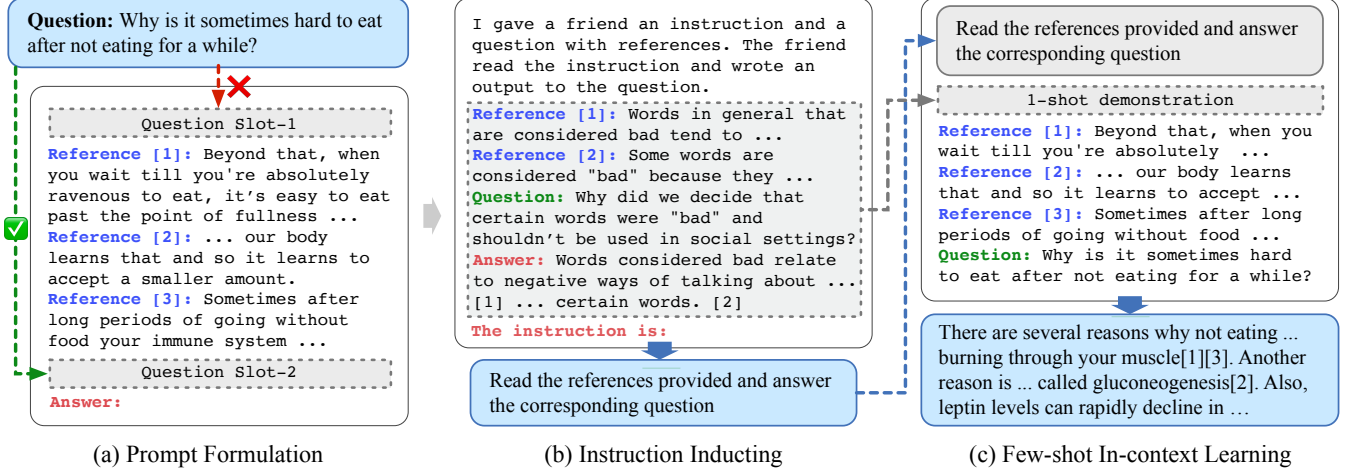 Question: Why is it sometimes hard to eat
after not eating for a while?
Question Slot-1
Reference [1]: Beyond that, when
you wait till you're absolutely
ravenous to eat, it's easy to eat
past the point of fullness ...
Reference [2]: ... our body
learns that and so it learns to
accept a smaller amount.
Reference [3]: Sometimes after
long periods of going without
food your immune system ...
Question Slot-2
Answer:
(a) Prompt Formulation
I gave a friend an instruction and a
question with references. The friend
read the instruction and wrote an
output to the question.
Reference [1]: Words in general that
are considered bad tend to ...
Reference [2]: Some words are
considered "bad" because they ...
Question: Why did we decide that
certain words were "bad" and
shouldn't be used in social settings?
Answer: Words considered bad relate
to negative ways of talking about ...
[1] ... certain words. [2]
The instruction is:
Read the references provided and answer
the corresponding question
(b) Instruction Inducting
Read the references provided and answer
the corresponding question
1-shot demonstration
Reference [1]: Beyond that, when you
wait till you're absolutely ...
Reference [2]: ... our body learns
that and so it learns to accept ...
Reference [3]: Sometimes after long
periods of going without food ...
Question: Why is it sometimes hard
to eat after not eating for a while?
There are several reasons why not eating ...
burning through your muscle[1][3]. Another
reason is ... called gluconeogenesis[2]. Also,
leptin levels can rapidly decline in …
(c) Few-shot In-context Learning